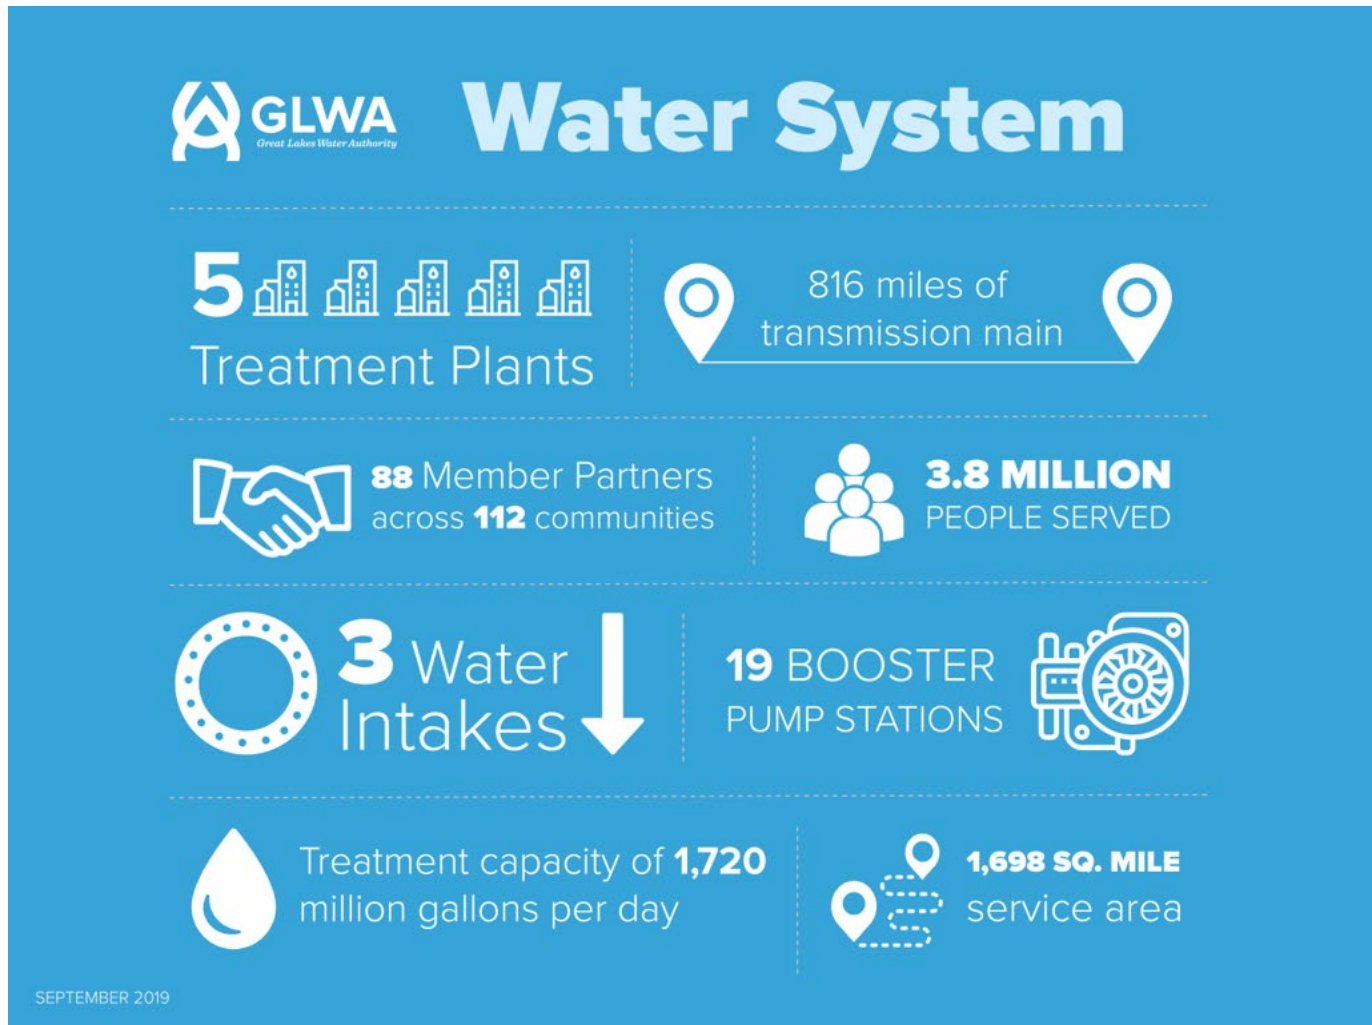 GLWA
Great Lakes Water Authority
Water System
5
Treatment Plants
816 miles of
transmission main
88 Member Partners
across 112 communities
3.8 MILLION
PEOPLE SERVED
3 Water
Intakes
19 BOOSTER
PUMP STATIONS
Treatment capacity of 1,720
million gallons per day
1,698 SQ. MILE
service area
SEPTEMBER 2019